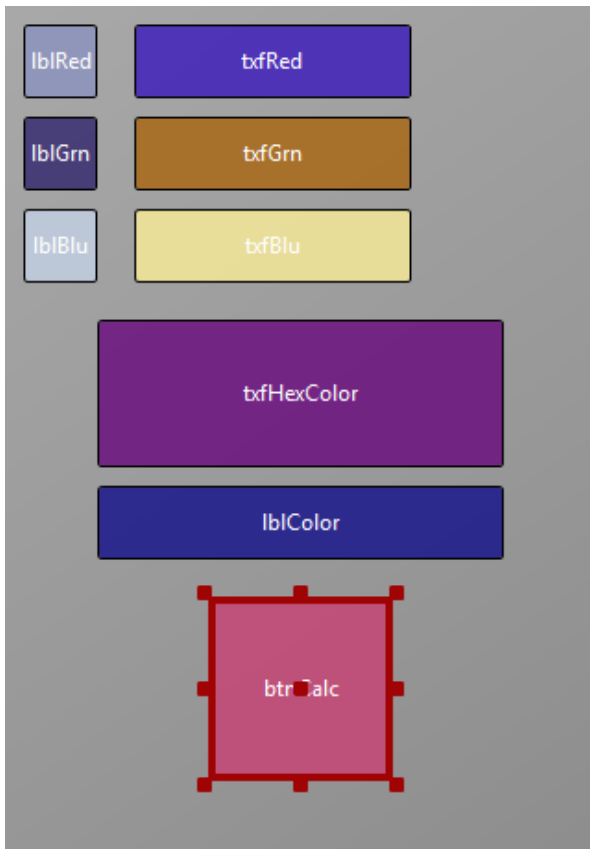 lblRed txfRed
lblGrn txfGrn
lblBlu txfBlu
txfHexColor
lblColor
btnCalc